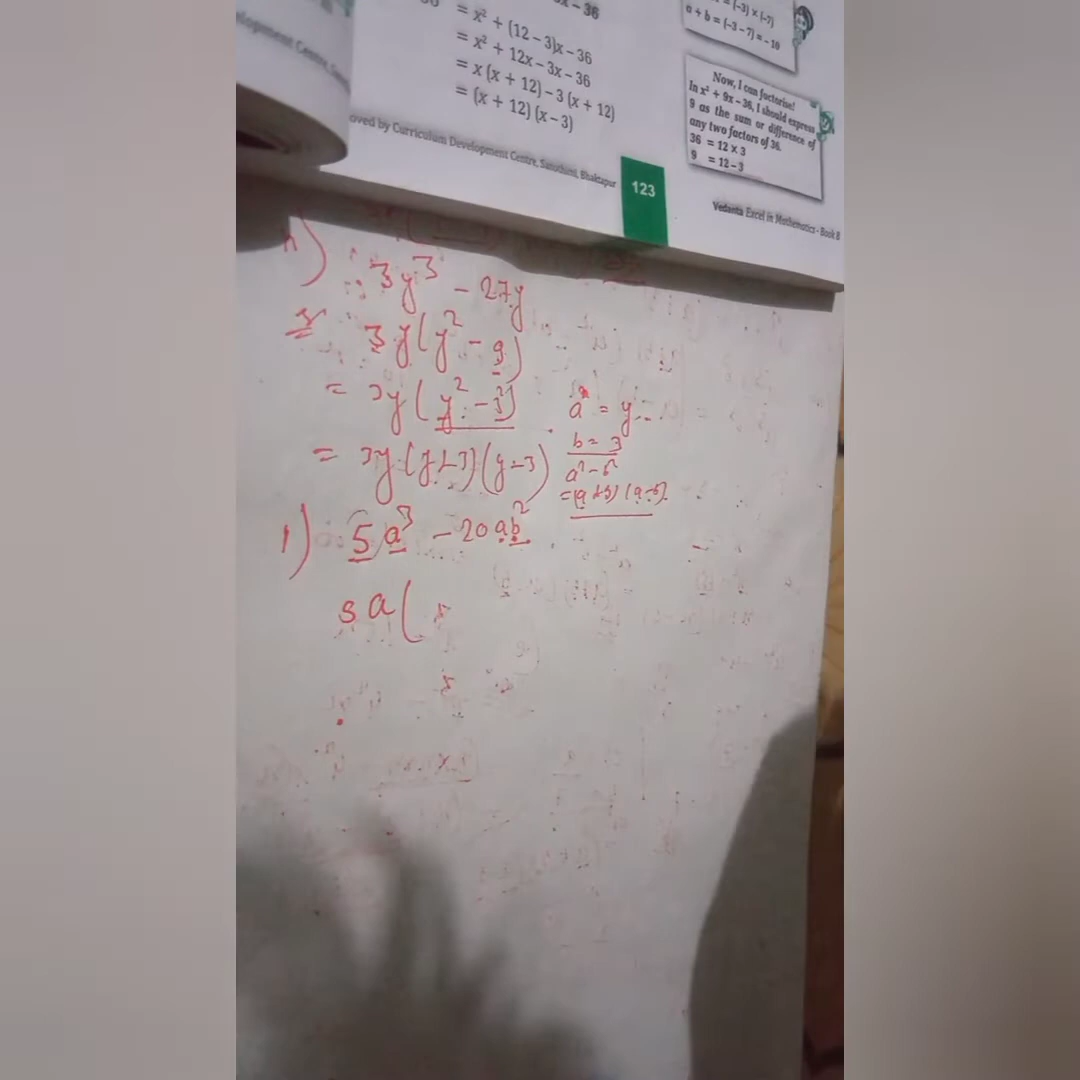 = x² + (12 – 3)x – 36
= x² + 12x – 3x – 36
= x (x + 12) – 3 (x + 12)
= (x + 12) (x – 3)
a + b = (–3 – 7) = – 10
Now, I can factorise!
In x² + 9x – 36, I should express
9 as the sum or difference of
any two factors of 36.
36 = 12 × 3
9 = 12 – 3
oved by Curriculum Development Centre, Sanothimi, Bhaktapur
123
Vedanta Excel in Mathematics - Book 8
3y³ - 27y
3y(y² - 9)
= 3y(y² - 3²)
a = y
b = 3
= 3y(y+3)(y-3)
a² - b²
= (a+b) (a-b)
5a³ - 20ab²
5a(